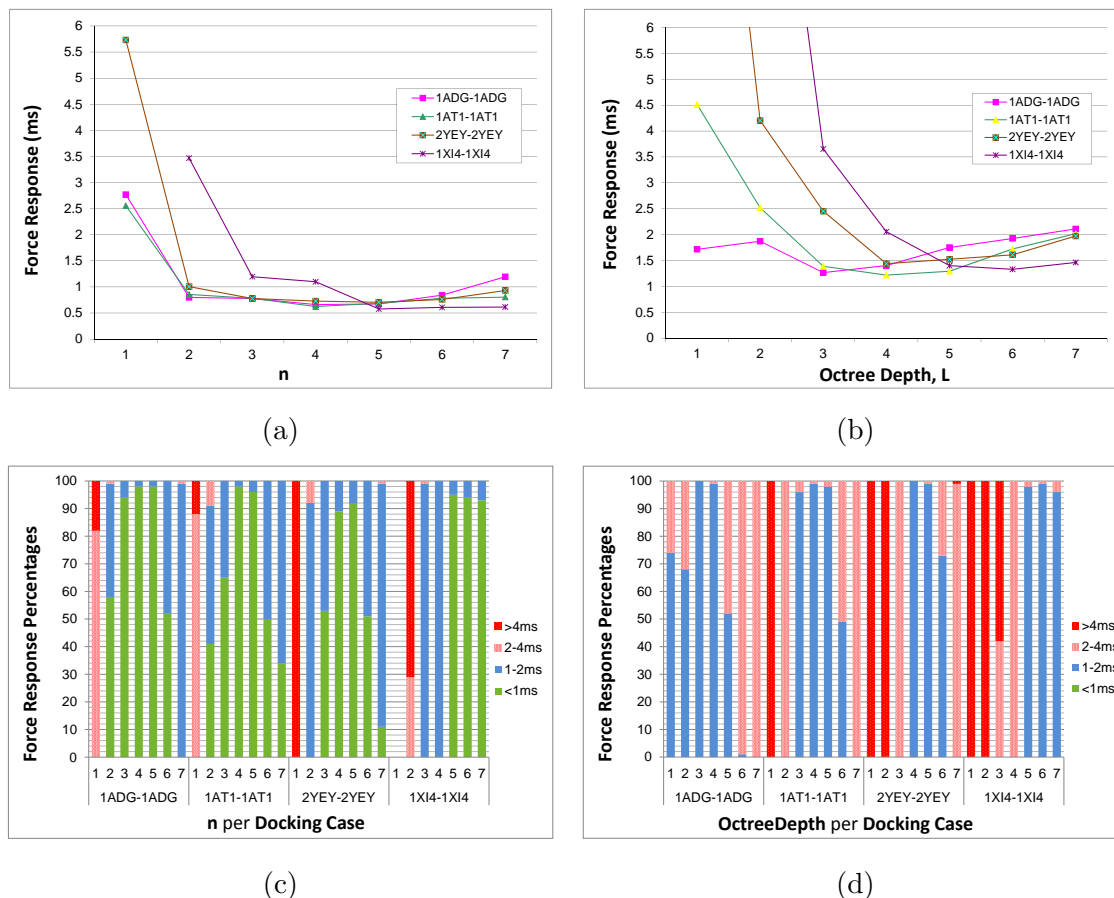 6
5.5
5
4.5
4
3.5
3
2.5
2
1.5
1
0.5
0
Force Response (ms)
1ADG-1ADG
1AT1-1AT1
2YEY-2YEY
1XI4-1XI4
1 2 3 4 5 6 7
n
(a)
6
5.5
5
4.5
4
3.5
3
2.5
2
1.5
1
0.5
0
Force Response (ms)
1ADG-1ADG
1AT1-1AT1
2YEY-2YEY
1XI4-1XI4
1 2 3 4 5 6 7
Octree Depth, L
(b)
100
90
80
70
60
50
40
30
20
10
0
Force Response Percentages
>4ms
2-4ms
1-2ms
<1ms
1 2 3 4 5 6 7 1 2 3 4 5 6 7 1 2 3 4 5 6 7 1 2 3 4 5 6 7
1ADG-1ADG 1AT1-1AT1 2YEY-2YEY 1XI4-1XI4
n per Docking Case
(c)
100
90
80
70
60
50
40
30
20
10
0
Force Response Percentages
>4ms
2-4ms
1-2ms
<1ms
1 2 3 4 5 6 7 1 2 3 4 5 6 7 1 2 3 4 5 6 7 1 2 3 4 5 6 7
1ADG-1ADG 1AT1-1AT1 2YEY-2YEY 1XI4-1XI4
OctreeDepth per Docking Case
(d)